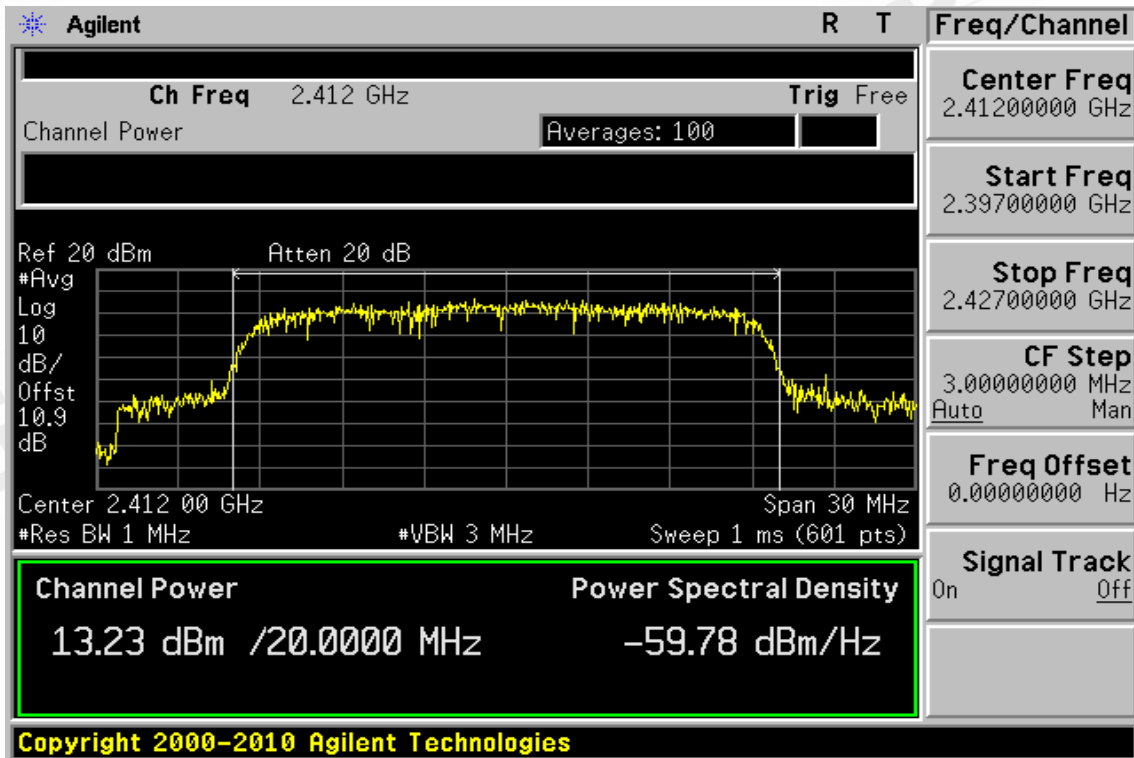 Agilent R T
Ch Freq 2.412 GHz Trig Free
Channel Power Averages: 100
Ref 20 dBm Atten 20 dB
#Avg
Log
10
dB/
Offst
10.9
dB
Center 2.412 00 GHz Span 30 MHz
#Res BW 1 MHz #VBW 3 MHz Sweep 1 ms (601 pts)
Channel Power Power Spectral Density
13.23 dBm /20.0000 MHz -59.78 dBm/Hz
Copyright 2000-2010 Agilent Technologies
Freq/Channel
Center Freq
2.41200000 GHz
Start Freq
2.39700000 GHz
Stop Freq
2.42700000 GHz
CF Step
3.00000000 MHz
Auto Man
Freq Offset
0.00000000 Hz
Signal Track
On Off